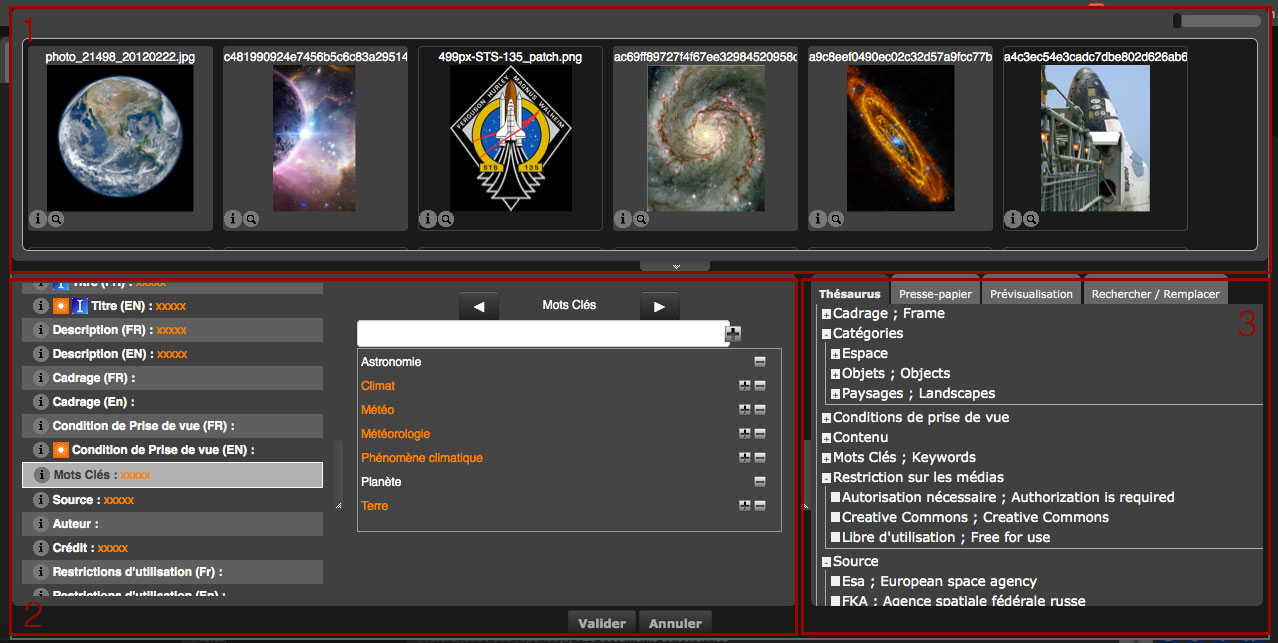 1
photo_21498_20120222.jpg
c481990924e7456b5c6c83a29514
499px-STS-135_patch.png
ac69ff89727f4f67ee32984520958c
a9c8eef0490ec02c32d57a9fcc77b
a4c3ec54e3cadc7dbe802d626ab6
FERGUSON HURLEY MAGNUS WALHEIM
STS 135
Titre (FR) : xxxxx
Titre (EN) : xxxxx
Description (FR) : xxxxx
Description (EN) : xxxxx
Cadrage (FR) :
Cadrage (En) :
Condition de Prise de vue (FR) :
Condition de Prise de vue (EN) :
Mots Clés : xxxxx
Source : xxxxx
Auteur :
Crédit : xxxxx
Restrictions d'utilisation (Fr) :
Restrictions d'utilisation (En) :
2
Mots Clés
Astronomie
Climat
Météo
Météorologie
Phénomène climatique
Planète
Terre
Valider
Annuler
Thésaurus
Presse-papier
Prévisualisation
Rechercher / Remplacer
3
Cadrage ; Frame
Catégories
Espace
Objets ; Objects
Paysages ; Landscapes
Conditions de prise de vue
Contenu
Mots Clés ; Keywords
Restriction sur les médias
Autorisation nécessaire ; Authorization is required
Creative Commons ; Creative Commons
Libre d'utilisation ; Free for use
Source
Esa ; European space agency
FKA ; Agence spatiale fédérale russe